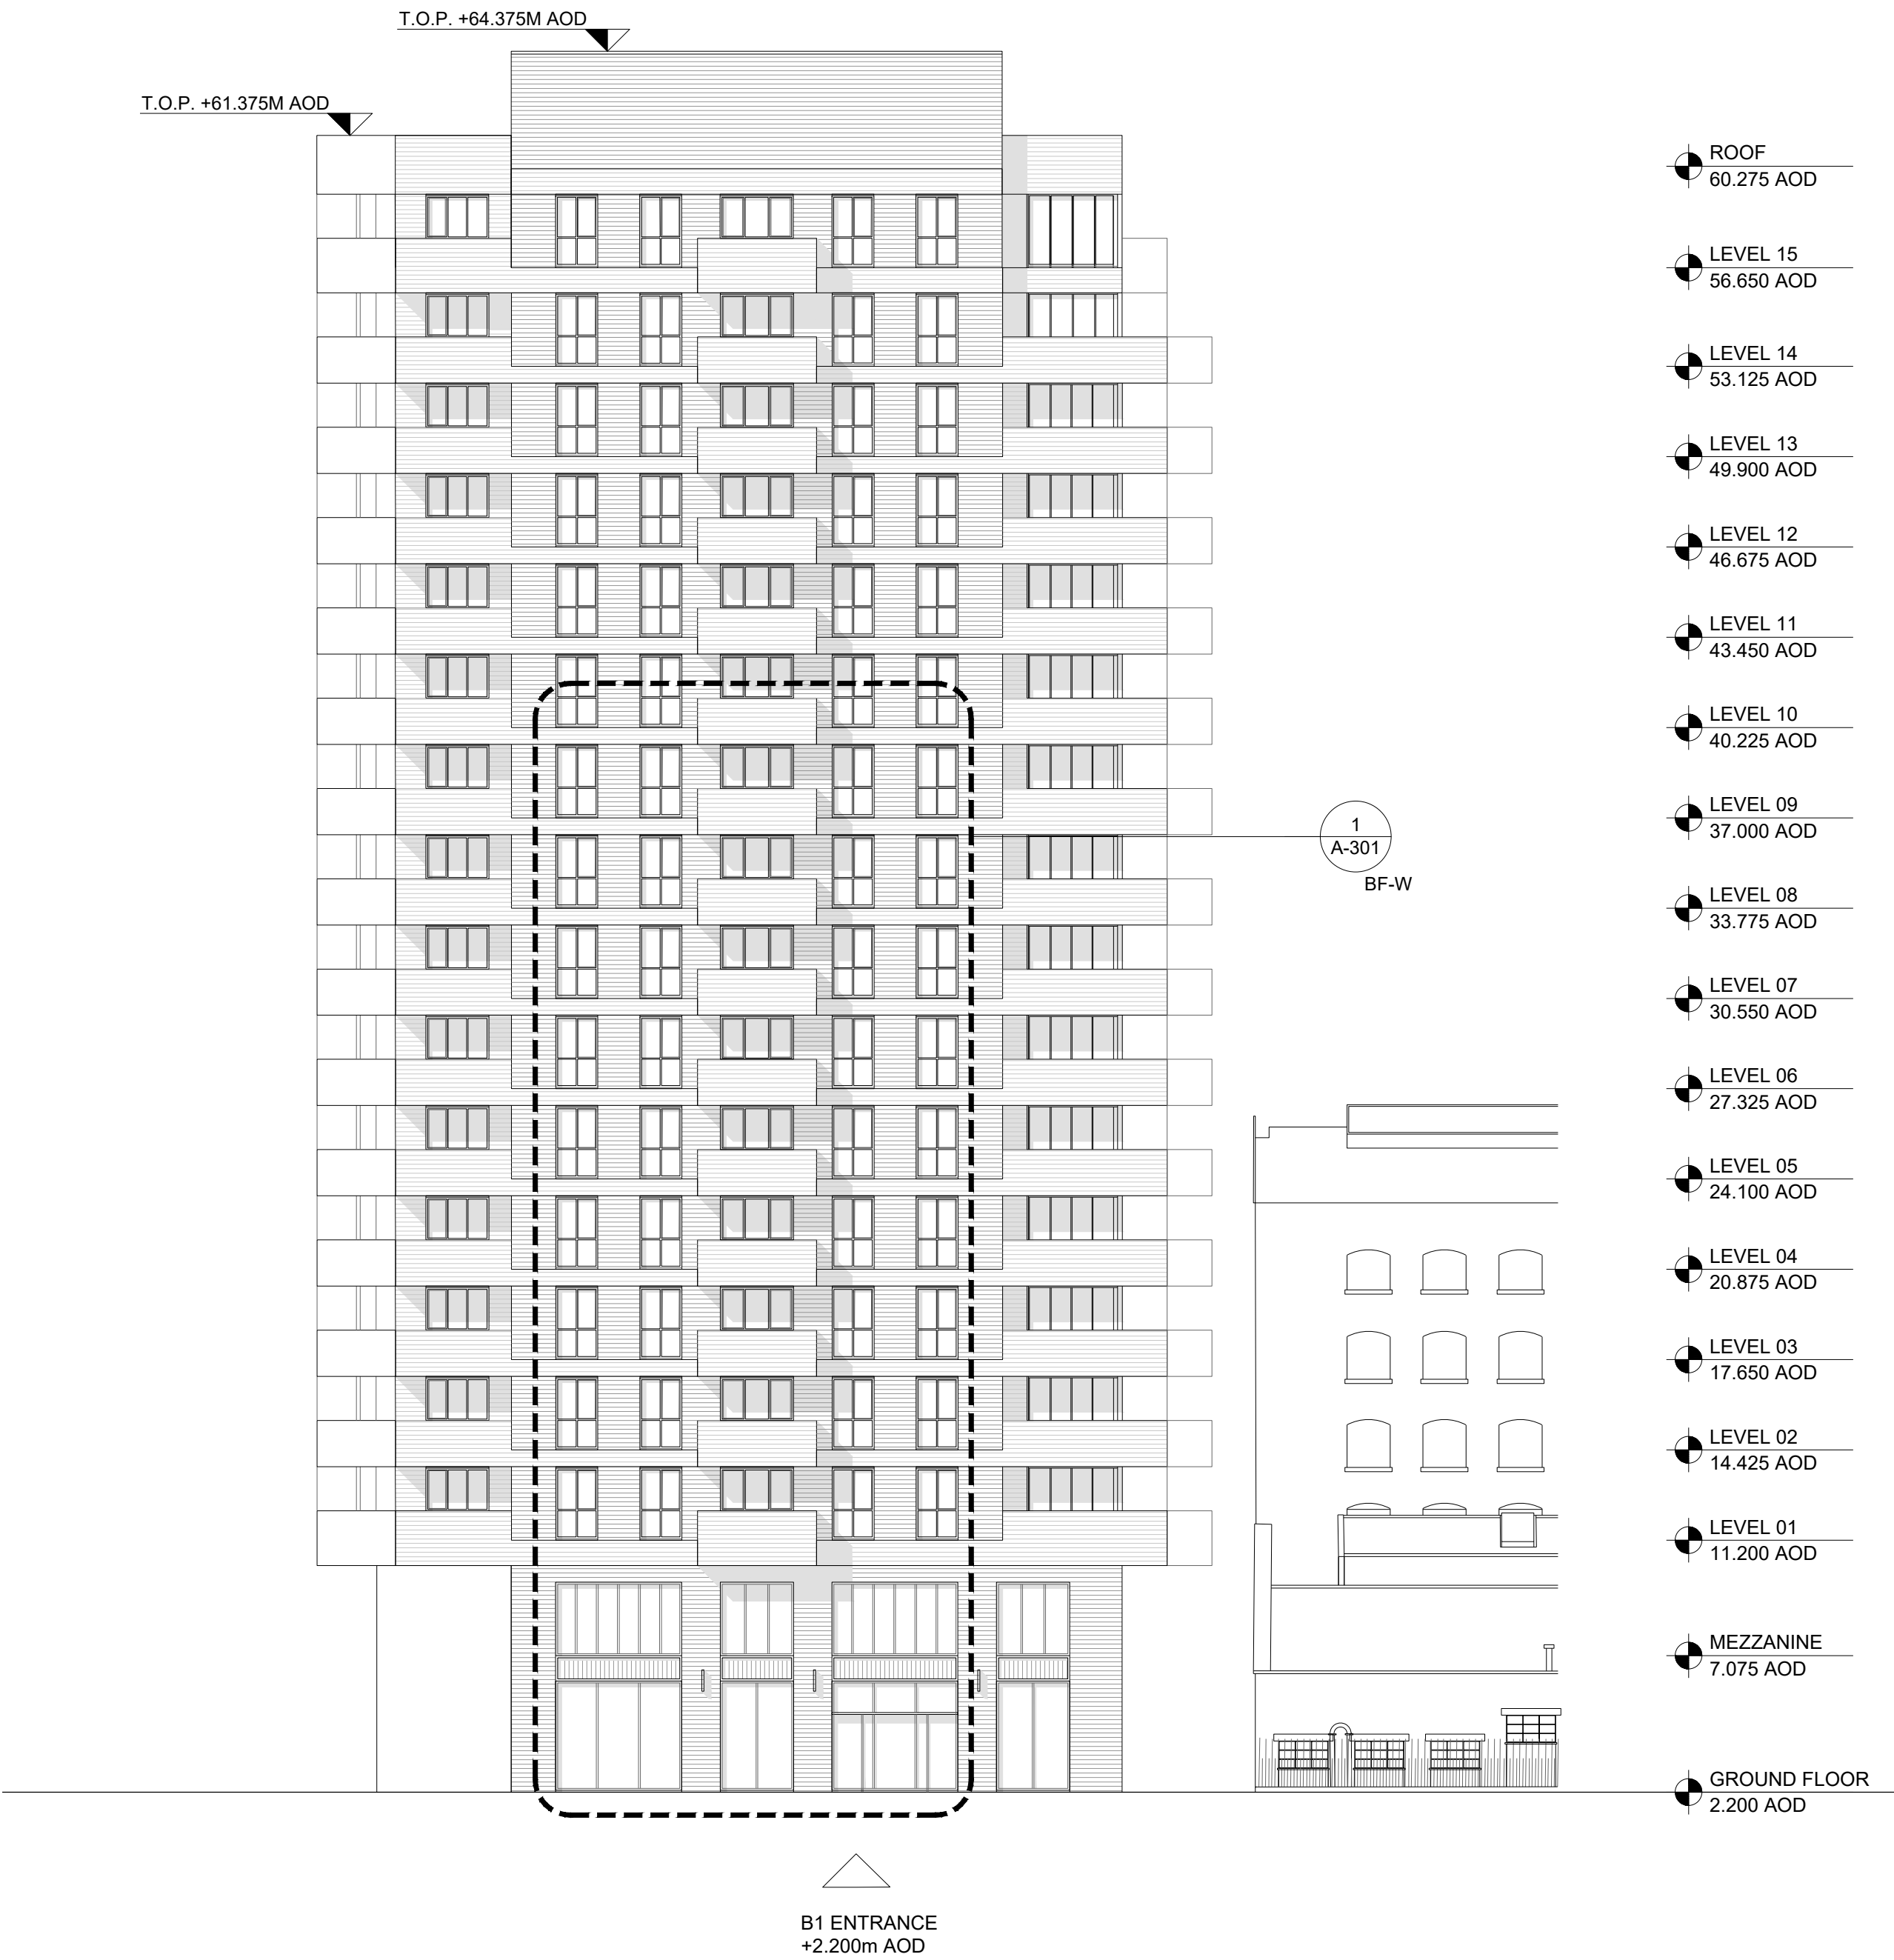 T.O.P. +64.375M AOD
T.O.P. +61.375M AOD
ROOF
60.275 AOD
LEVEL 15
56.650 AOD
LEVEL 14
53.125 AOD
LEVEL 13
49.900 AOD
LEVEL 12
46.675 AOD
LEVEL 11
43.450 AOD
LEVEL 10
40.225 AOD
LEVEL 09
37.000 AOD
1
A-301
BF-W
LEVEL 08
33.775 AOD
LEVEL 07
30.550 AOD
LEVEL 06
27.325 AOD
LEVEL 05
24.100 AOD
LEVEL 04
20.875 AOD
LEVEL 03
17.650 AOD
LEVEL 02
14.425 AOD
LEVEL 01
11.200 AOD
MEZZANINE
7.075 AOD
GROUND FLOOR
2.200 AOD
B1 ENTRANCE
+2.200m AOD